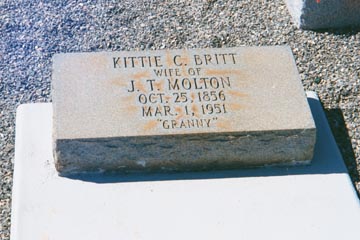 KITTIE C. BRITT
WIFE OF
J. T. MOLTON
OCT. 25, 1856
MAR. 1, 1951
"GRANNY"